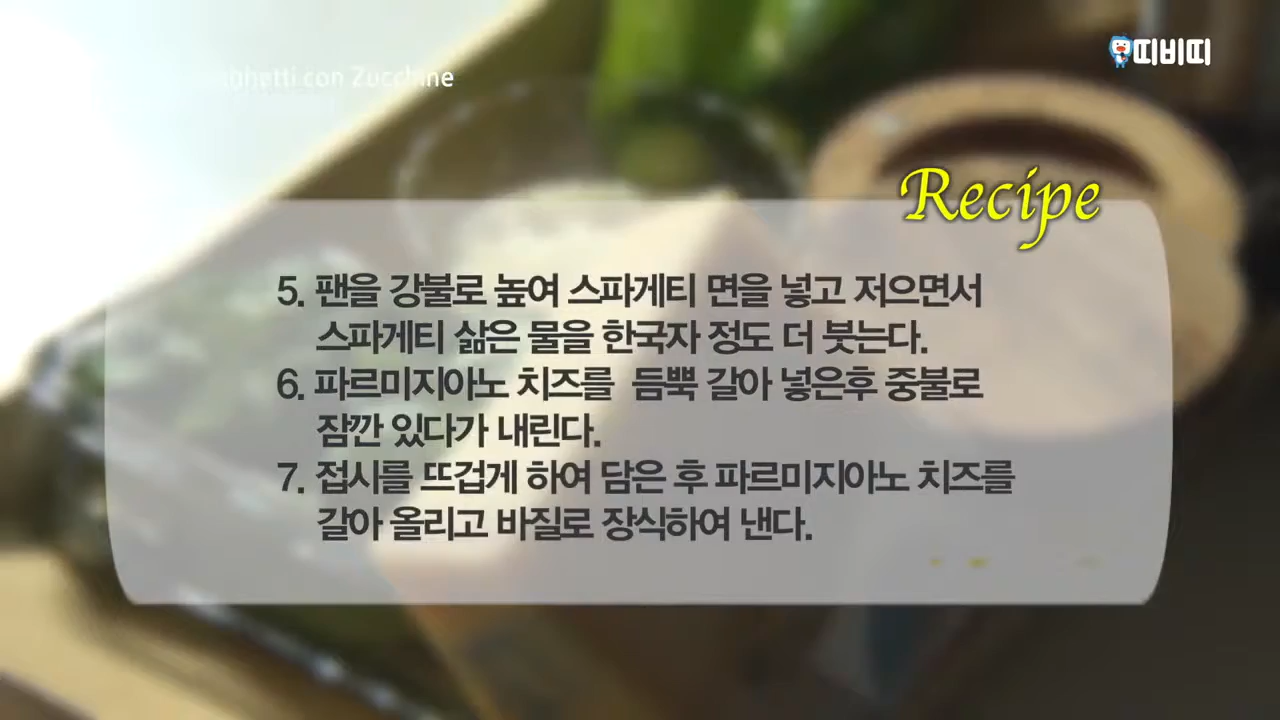 con Zucchine
띠비띠
Recipe
5. 팬을 강불로 높여 스파게티 면을 넣고 저으면서
스파게티 삶은 물을 한국자 정도 더 붓는다.
6. 파르미지아노 치즈를 듬뿍 갈아 넣은후 중불로
잠깐 있다가 내린다.
7. 접시를 뜨겁게 하여 담은 후 파르미지아노 치즈를
갈아 올리고 바질로 장식하여 낸다.